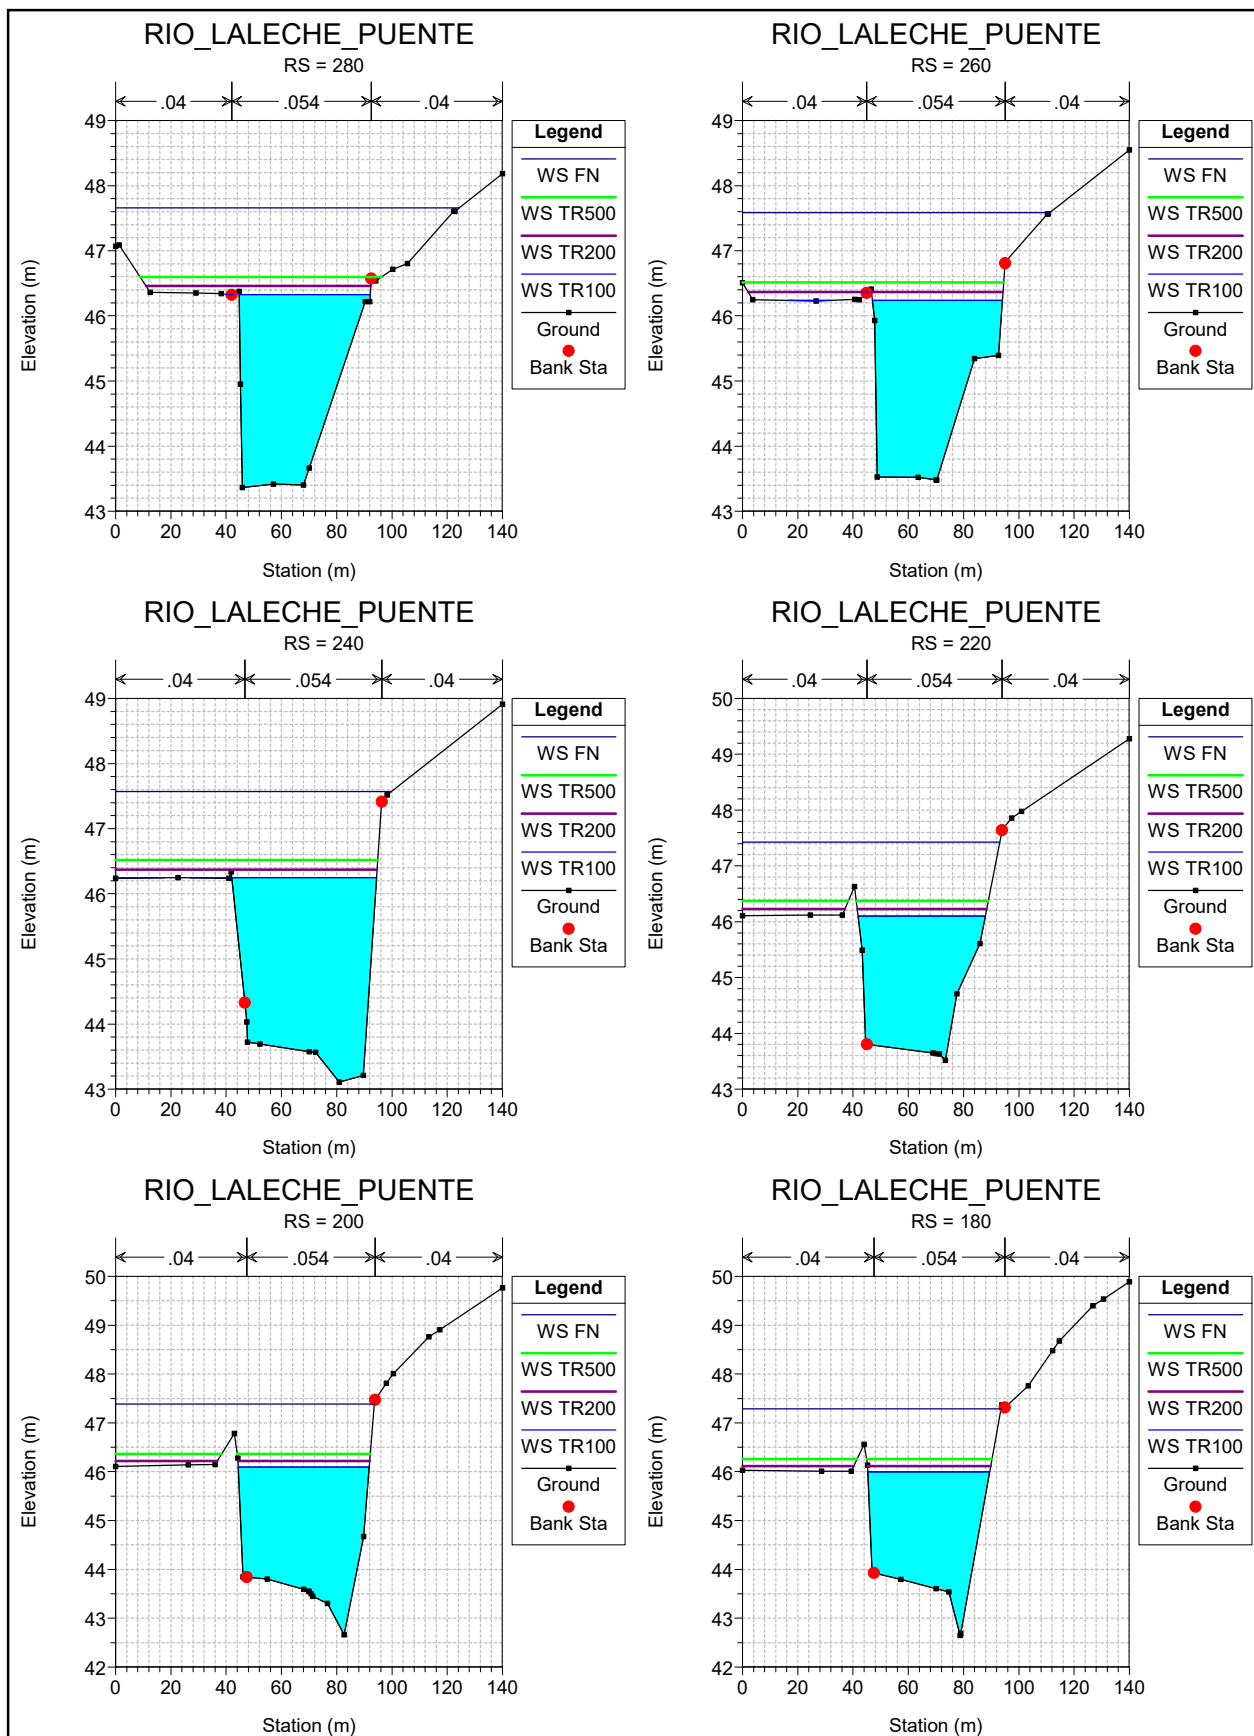 RIO_LALECHE_PUENTE
RS = 280
.04 .054 .04
49
48
47
46
45
44
43
Elevation (m)
0 20 40 60 80 100 120 140
Station (m)
Legend
WS FN
WS TR500
WS TR200
WS TR100
Ground
Bank Sta
RIO_LALECHE_PUENTE
RS = 260
.04 .054 .04
49
48
47
46
45
44
43
Elevation (m)
0 20 40 60 80 100 120 140
Station (m)
Legend
WS FN
WS TR500
WS TR200
WS TR100
Ground
Bank Sta
RIO_LALECHE_PUENTE
RS = 240
.04 .054 .04
49
48
47
46
45
44
43
Elevation (m)
0 20 40 60 80 100 120 140
Station (m)
Legend
WS FN
WS TR500
WS TR200
WS TR100
Ground
Bank Sta
RIO_LALECHE_PUENTE
RS = 220
.04 .054 .04
50
49
48
47
46
45
44
43
Elevation (m)
0 20 40 60 80 100 120 140
Station (m)
Legend
WS FN
WS TR500
WS TR200
WS TR100
Ground
Bank Sta
RIO_LALECHE_PUENTE
RS = 200
.04 .054 .04
50
49
48
47
46
45
44
43
42
Elevation (m)
0 20 40 60 80 100 120 140
Station (m)
Legend
WS FN
WS TR500
WS TR200
WS TR100
Ground
Bank Sta
RIO_LALECHE_PUENTE
RS = 180
.04 .054 .04
50
49
48
47
46
45
44
43
42
Elevation (m)
0 20 40 60 80 100 120 140
Station (m)
Legend
WS FN
WS TR500
WS TR200
WS TR100
Ground
Bank Sta